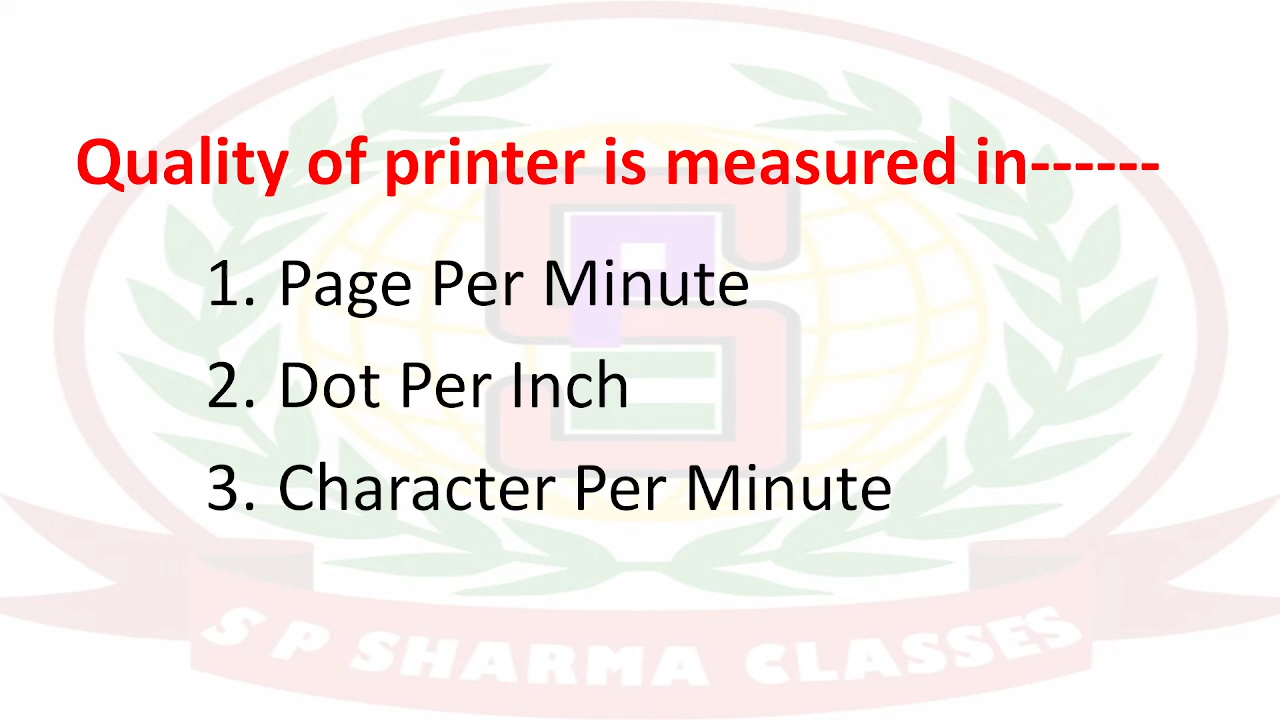 Quality of printer is measured in------
1. Page Per Minute
2. Dot Per Inch
3. Character Per Minute
S P SHARMA CLASSES